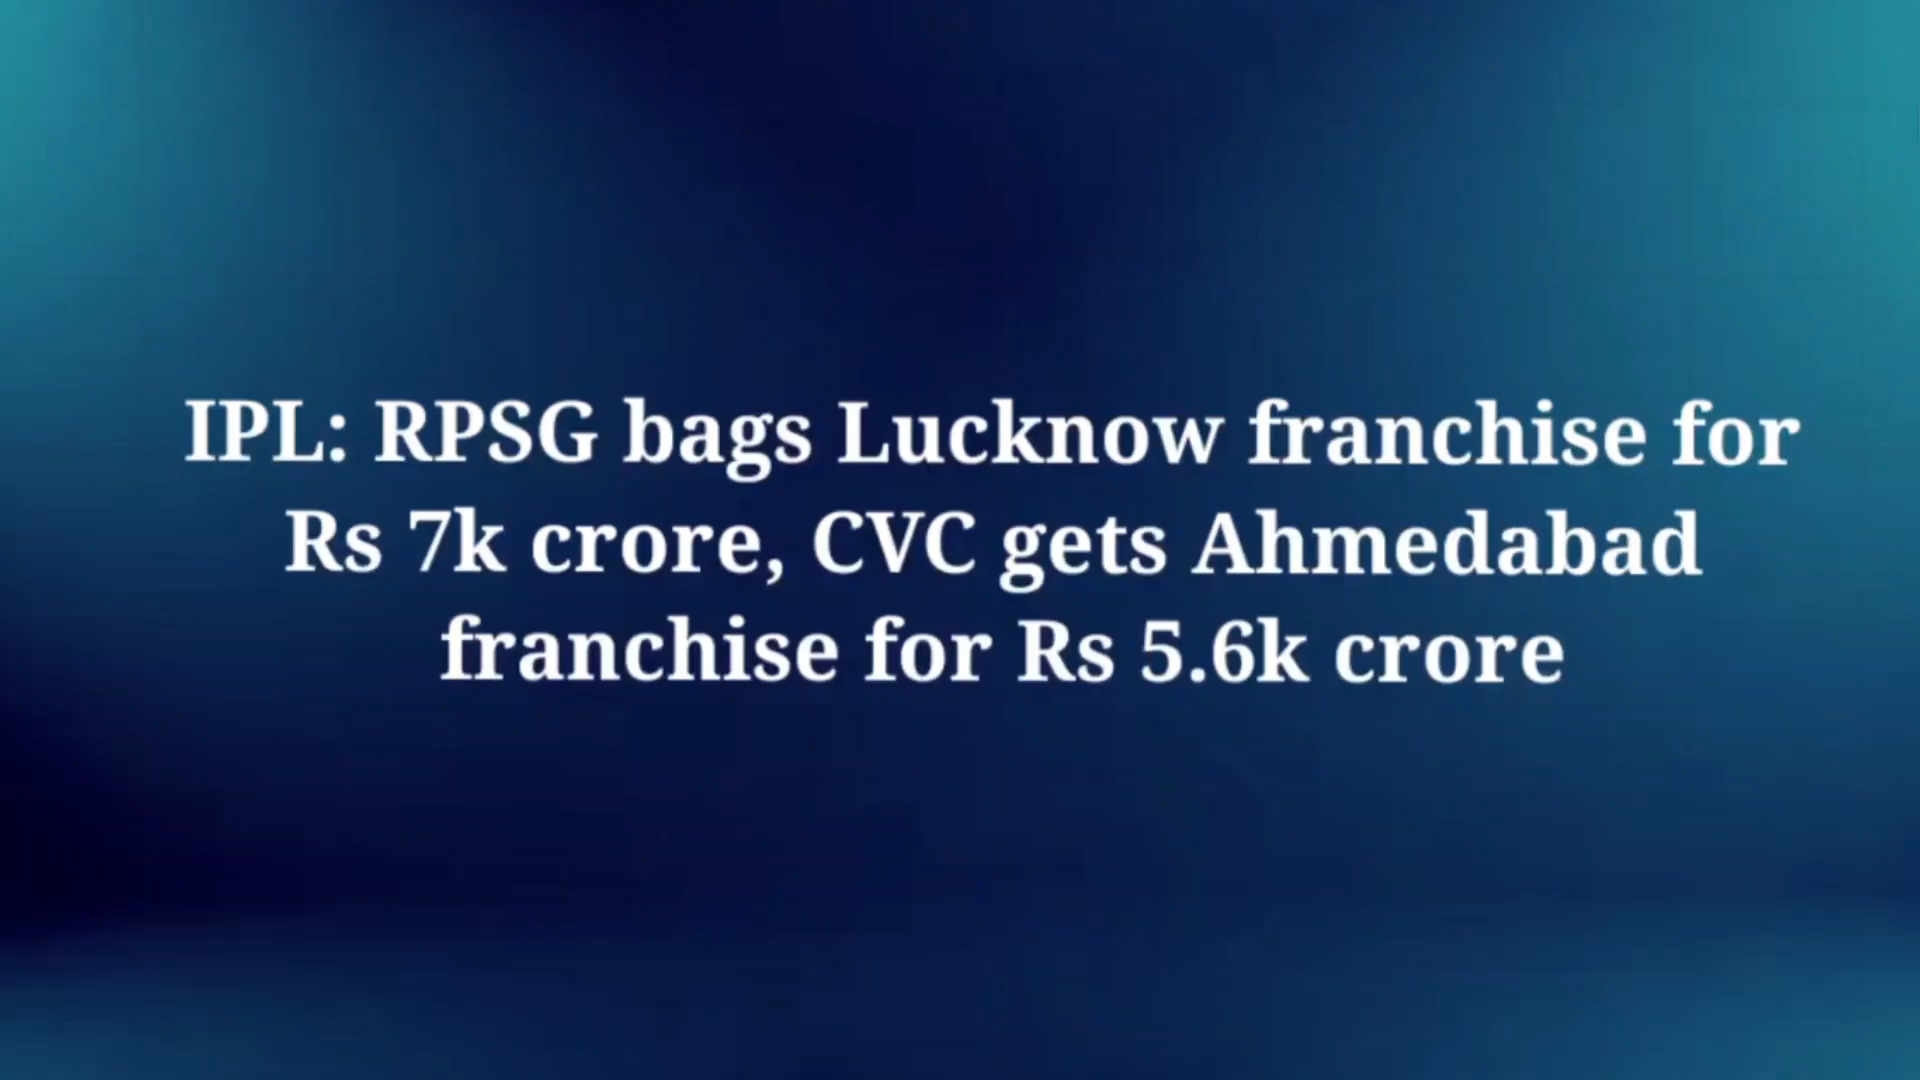 IPL: RPSG bags Lucknow franchise for
Rs 7k crore, CVC gets Ahmedabad
franchise for Rs 5.6k crore